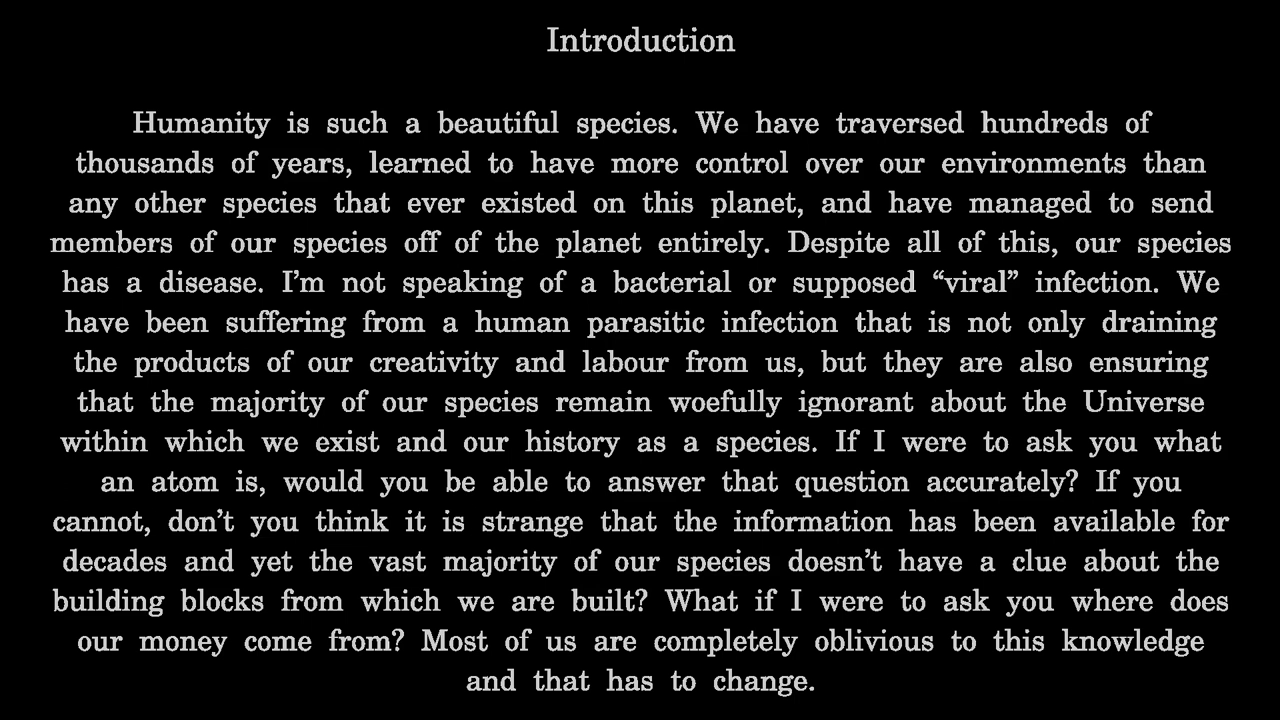 Introduction
Humanity is such a beautiful species. We have traversed hundreds of
thousands of years, learned to have more control over our environments than
any other species that ever existed on this planet, and have managed to send
members of our species off of the planet entirely. Despite all of this, our species
has a disease. I’m not speaking of a bacterial or supposed “viral” infection. We
have been suffering from a human parasitic infection that is not only draining
the products of our creativity and labour from us, but they are also ensuring
that the majority of our species remain woefully ignorant about the Universe
within which we exist and our history as a species. If I were to ask you what
an atom is, would you be able to answer that question accurately? If you
cannot, don’t you think it is strange that the information has been available for
decades and yet the vast majority of our species doesn’t have a clue about the
building blocks from which we are built? What if I were to ask you where does
our money come from? Most of us are completely oblivious to this knowledge
and that has to change.